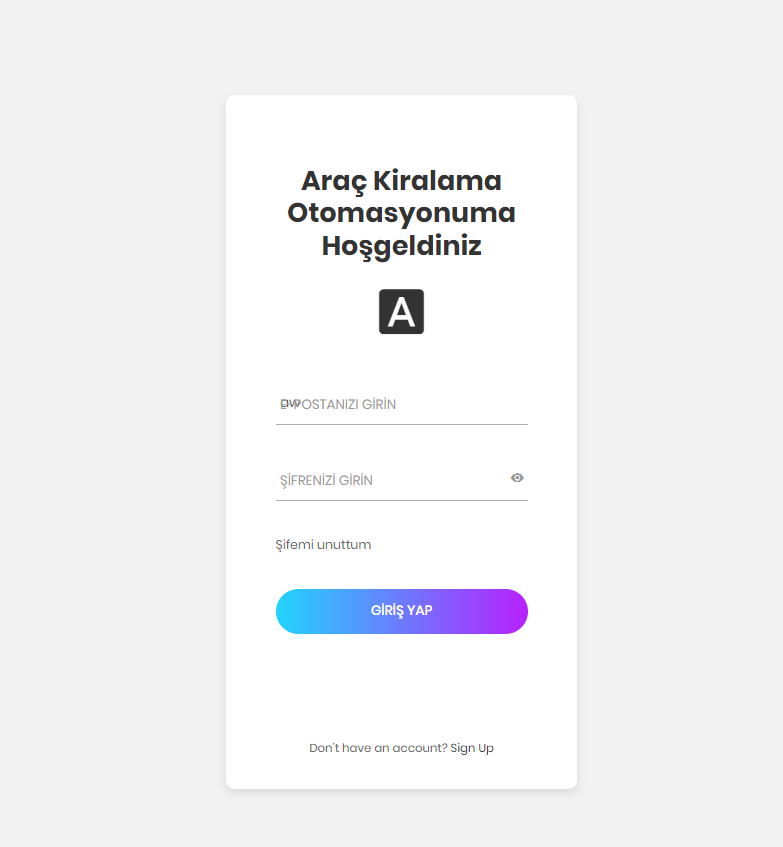 Araç Kiralama
Otomasyonuma
Hoşgeldiniz
A
E-POSTANIZI GİRİN
ŞİFRENİZİ GİRİN
Şifemi unuttum
GİRİŞ YAP
Don't have an account? Sign Up